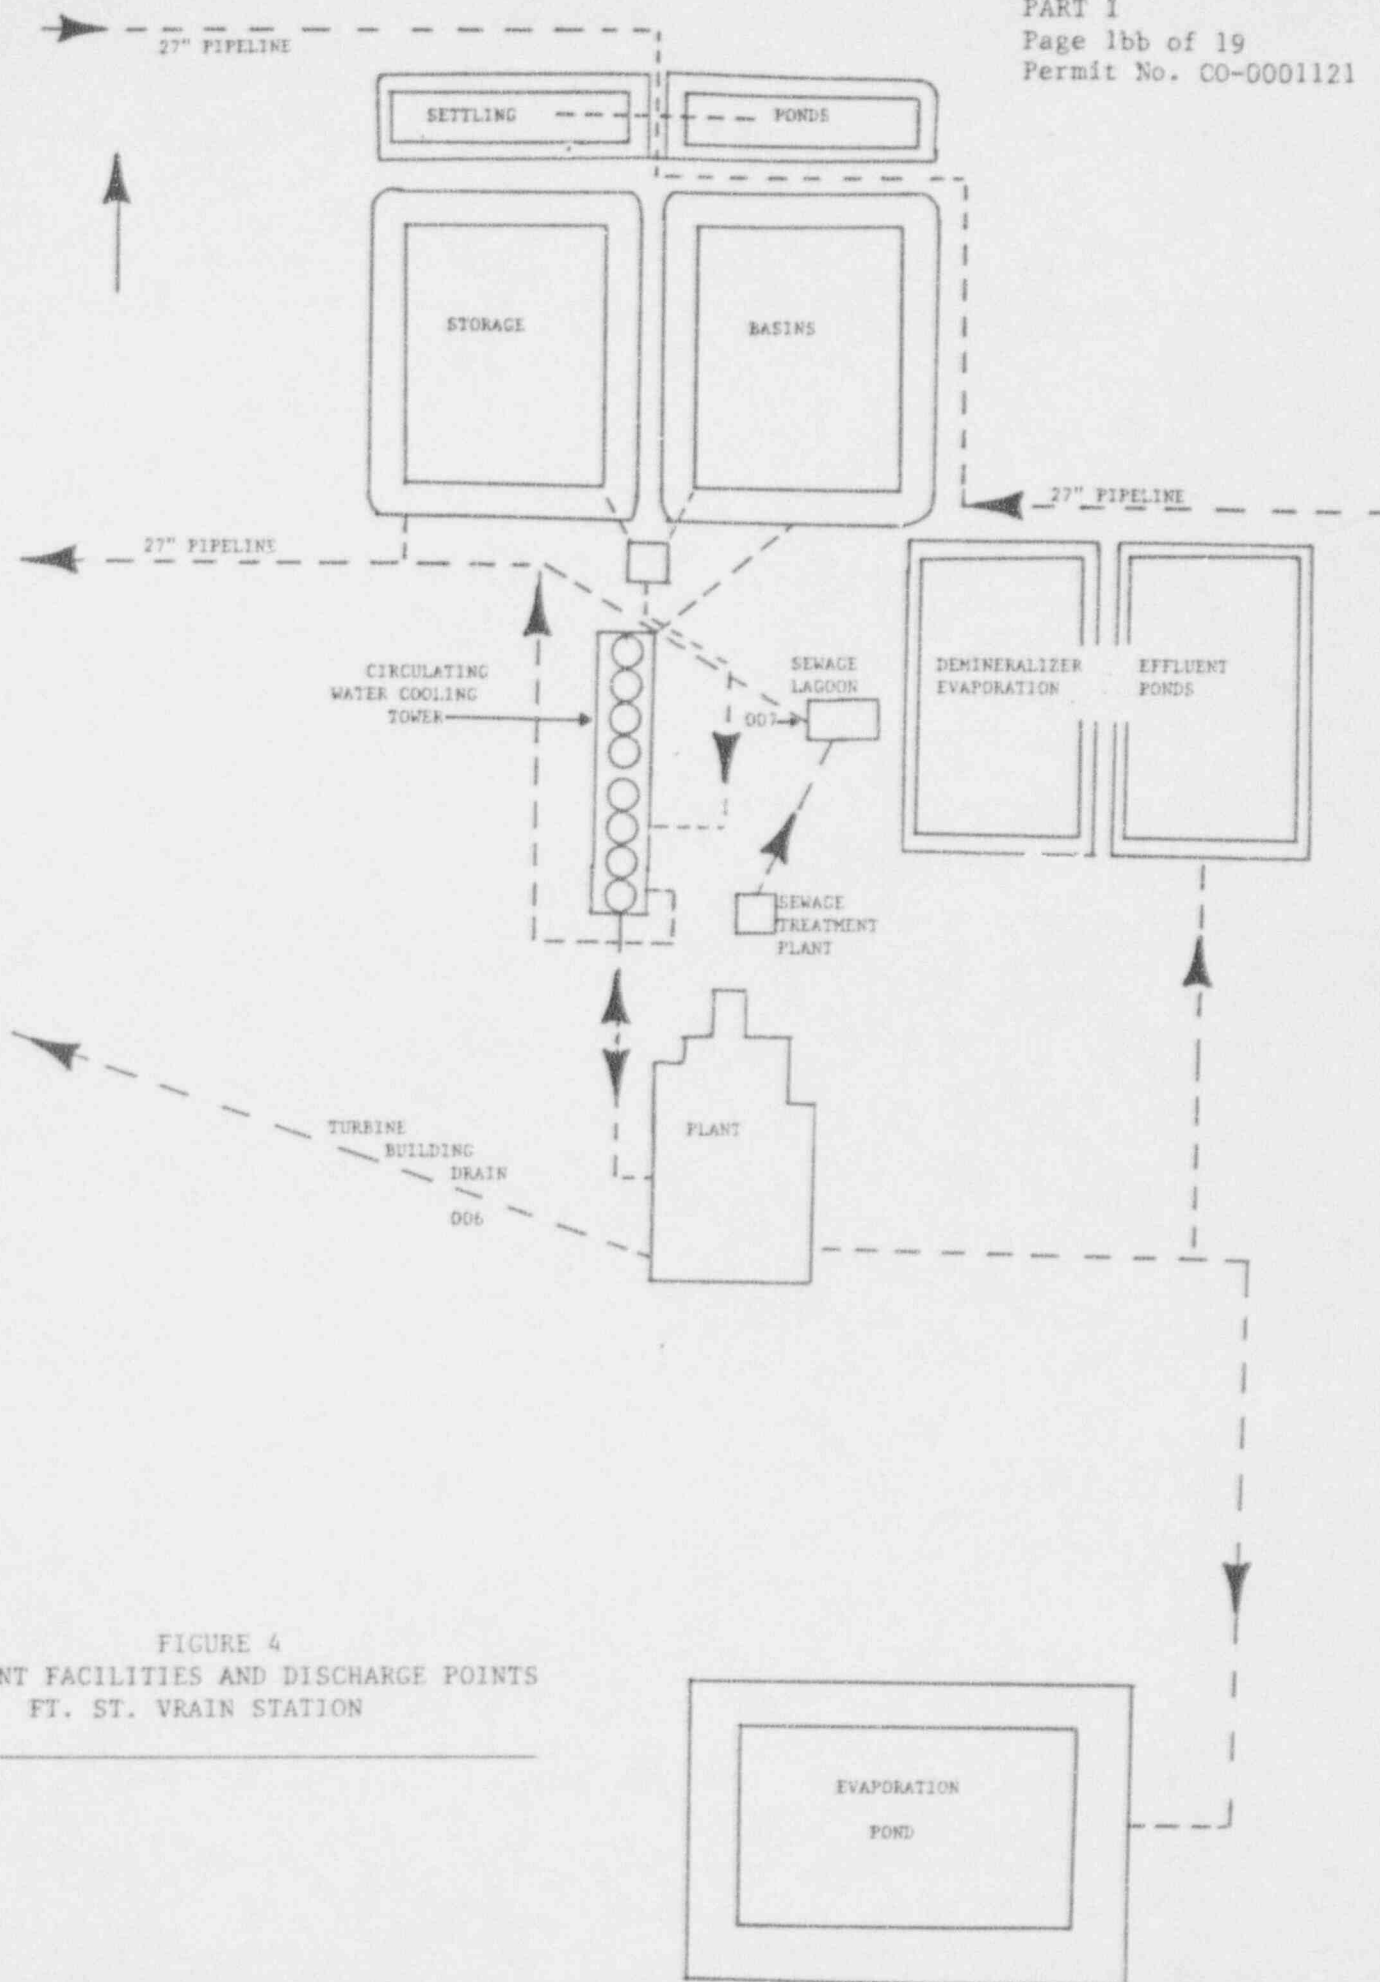 PART I
Page 1bb of 19
Permit No. CO-0001121
27" PIPELINE
SETTLING
PONDS
STORAGE
BASINS
27" PIPELINE
27" PIPELINE
CIRCULATING
WATER COOLING
TOWER
SEWAGE
LAGOON
007
DEMINERALIZER
EVAPORATION
EFFLUENT
PONDS
SEWAGE
TREATMENT
PLANT
PLANT
TURBINE
BUILDING
DRAIN
006
FIGURE 4
NT FACILITIES AND DISCHARGE POINTS
FT. ST. VRAIN STATION
EVAPORATION
POND